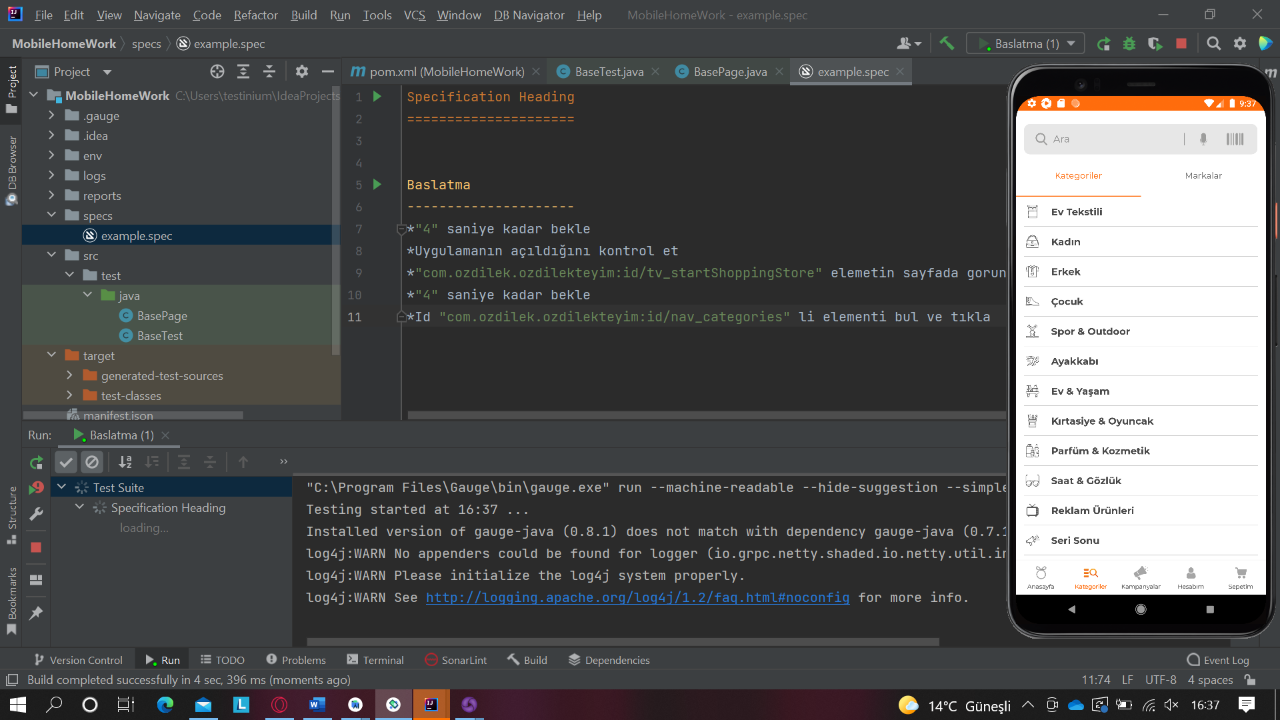 File Edit View Navigate Code Refactor Build Run Tools VCS Window DB Navigator Help MobileHomeWork - example.spec
MobileHomeWork specs example.spec
Baslatma (1)
Project
pom.xml (MobileHomeWork) BaseTest.java BasePage.java example.spec
MobileHomeWork C:\Users\testinium\IdeaProjects
.gauge
.idea
env
logs
reports
specs
example.spec
src
test
java
BasePage
BaseTest
target
generated-test-sources
test-classes
manifest.json
Project
DB Browser
Structure
Bookmarks
1 Specification Heading
2 =====================
3
4
5 Baslatma
6 ---------------------
7 *"4" saniye kadar bekle
8 *Uygulamanın açıldığını kontrol et
9 *"com.ozdilek.ozdilekteyim:id/tv_startShoppingStore" elemetin sayfada gorun
10 *"4" saniye kadar bekle
11 *Id "com.ozdilek.ozdilekteyim:id/nav_categories" li elementi bul ve tıkla
9:37
Ara
Kategoriler Markalar
Ev Tekstili
Kadın
Erkek
Çocuk
Spor & Outdoor
Ayakkabı
Ev & Yaşam
Kırtasiye & Oyuncak
Parfüm & Kozmetik
Saat & Gözlük
Reklam Ürünleri
Seri Sonu
Anasayfa Kategoriler Kampanyalar Hesabım Sepetim
Run: Baslatma (1)
Test Suite
Specification Heading
loading...
"C:\Program Files\Gauge\bin\gauge.exe" run --machine-readable --hide-suggestion --simple
Testing started at 16:37 ...
Installed version of gauge-java (0.8.1) does not match with dependency gauge-java (0.7.1
log4j:WARN No appenders could be found for logger (io.grpc.netty.shaded.io.netty.util.in
log4j:WARN Please initialize the log4j system properly.
log4j:WARN See http://logging.apache.org/log4j/1.2/faq.html#noconfig for more info.
Version Control Run TODO Problems Terminal SonarLint Build Dependencies Event Log
Build completed successfully in 4 sec, 396 ms (moments ago) 11:74 LF UTF-8 4 spaces
14°C Güneşli 16:37